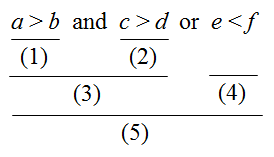 a > b and c > d or e < f
(1) (2)
(3) (4)
(5)